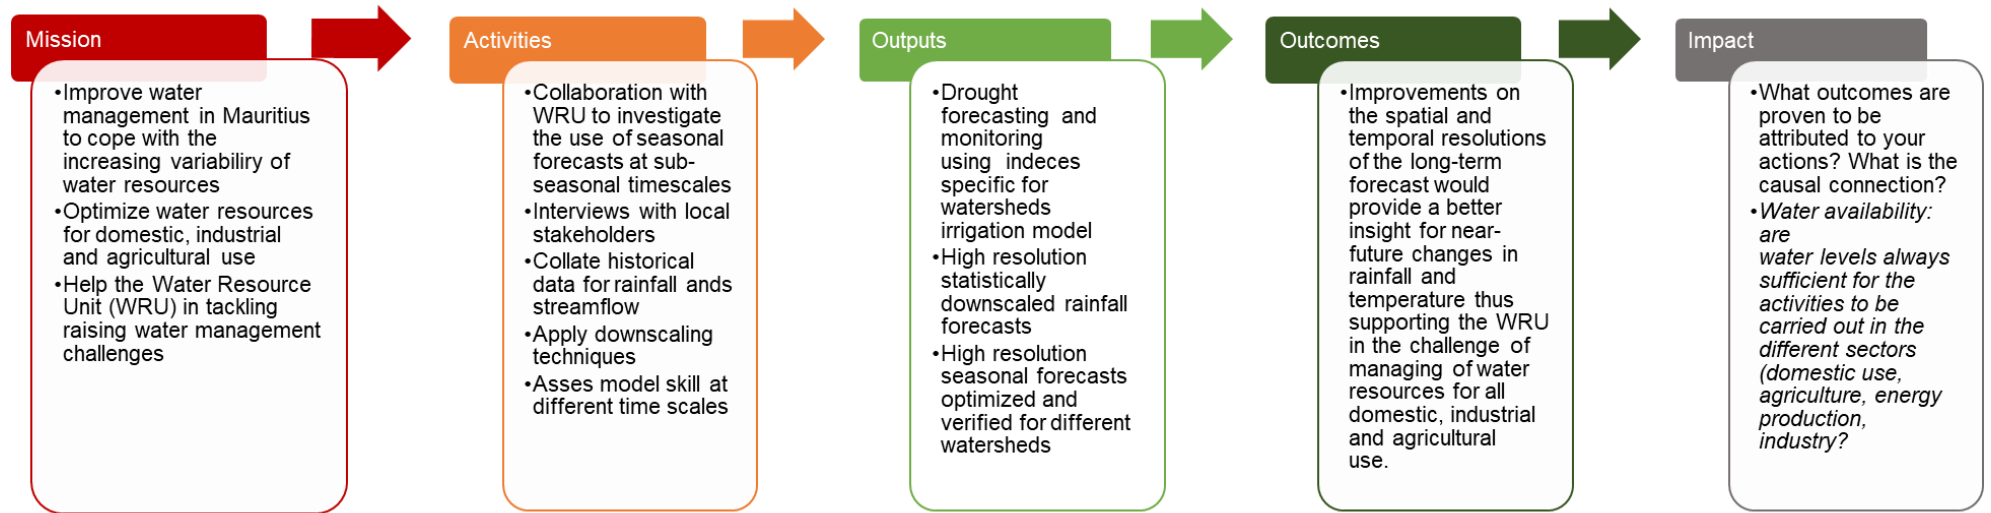 Mission
•Improve water
management in Mauritius
to cope with the
increasing variabiliry of
water resources
•Optimize water resources
for domestic, industrial
and agricultural use
•Help the Water Resource
Unit (WRU) in tackling
raising water management
challenges
Activities
•Collaboration with
WRU to investigate
the use of seasonal
forecasts at sub-
seasonal timescales
•Interviews with local
stakeholders
•Collate historical
data for rainfall ands
streamflow
•Apply downscaling
techniques
•Asses model skill at
different time scales
Outputs
•Drought
forecasting and
monitoring
using indeces
specific for
watersheds
irrigation model
•High resolution
statistically
downscaled rainfall
forecasts
•High resolution
seasonal forecasts
optimized and
verified for different
watersheds
Outcomes
•Improvements on
the spatial and
temporal resolutions
of the long-term
forecast would
provide a better
insight for near-
future changes in
rainfall and
temperature thus
supporting the WRU
in the challenge of
managing of water
resources for all
domestic, industrial
and agricultural
use.
Impact
•What outcomes are
proven to be
attributed to your
actions? What is the
causal connection?
•Water availability:
are
water levels always
sufficient for the
activities to be
carried out in the
different sectors
(domestic use,
agriculture, energy
production,
industry?